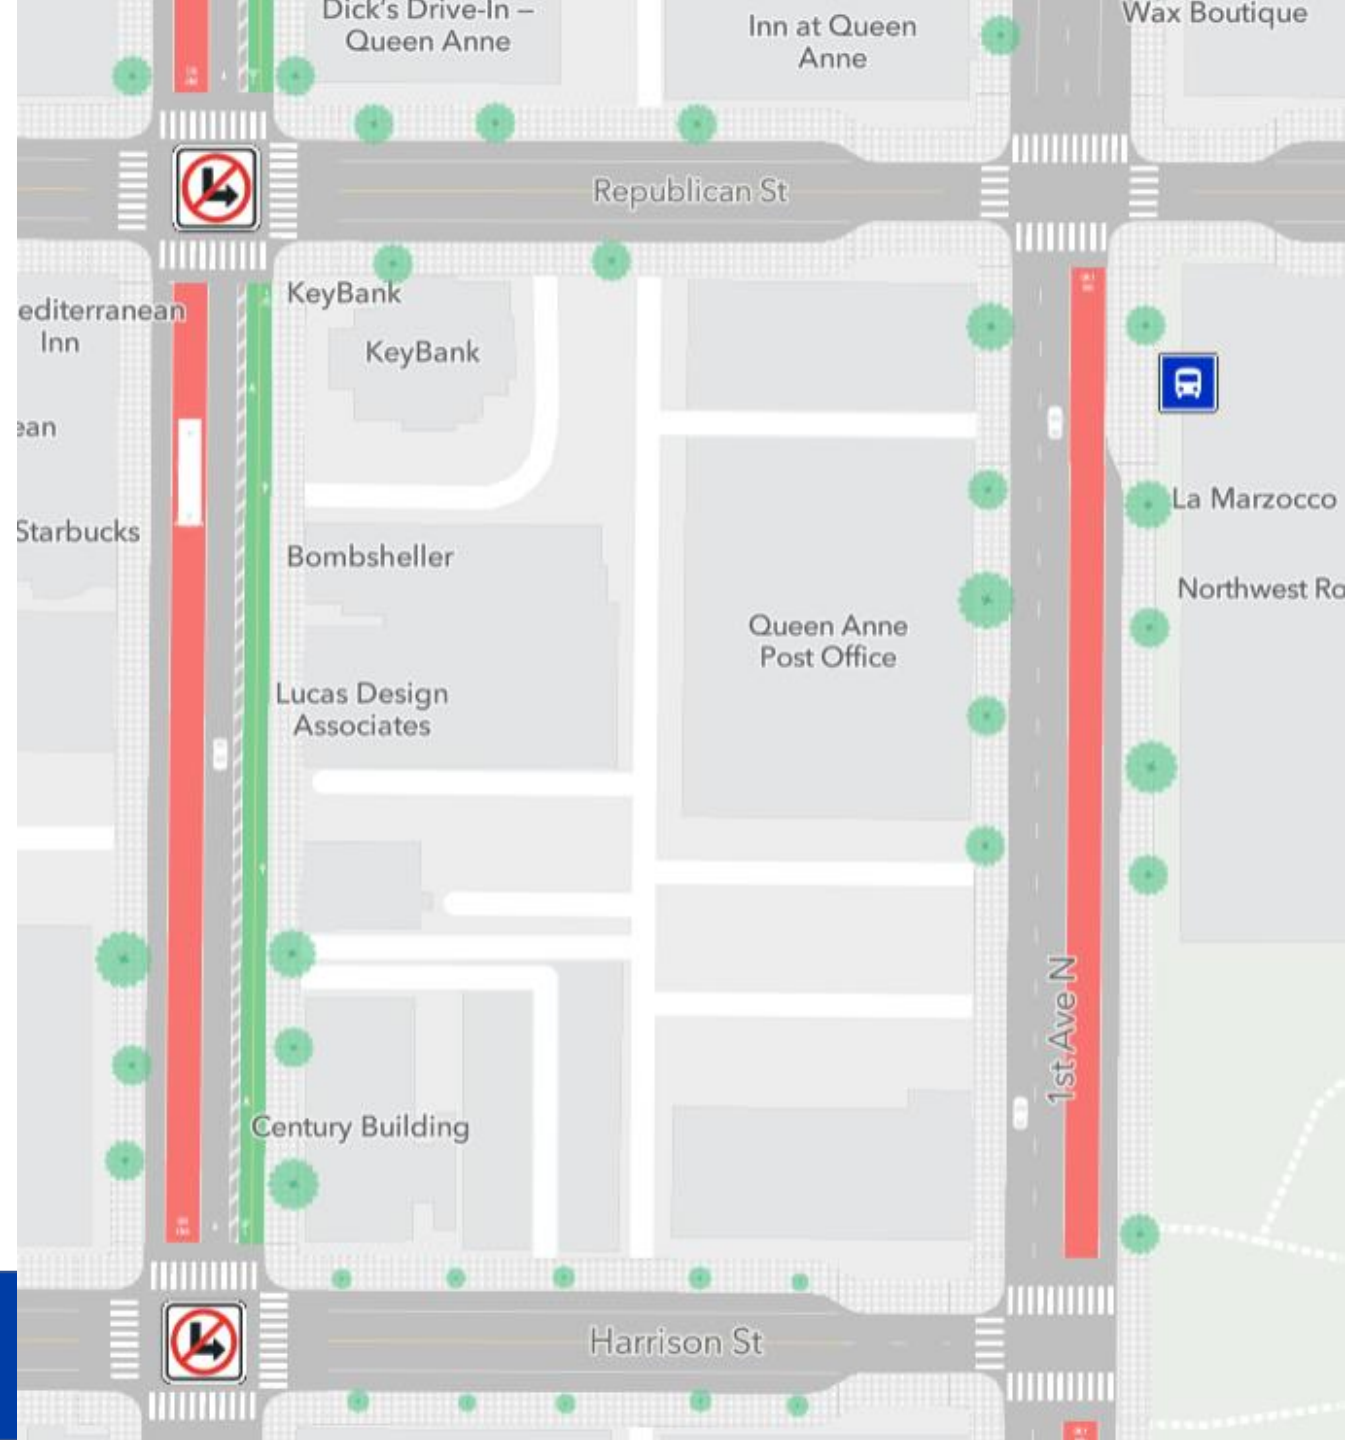 Dick's Drive-In –
Queen Anne
Inn at Queen
Anne
Wax Boutique
Republican St
editerranean
Inn
KeyBank
KeyBank
ean
Starbucks
Bombsheller
La Marzocco
Northwest Ro
Queen Anne
Post Office
Lucas Design
Associates
1st Ave N
Century Building
Harrison St